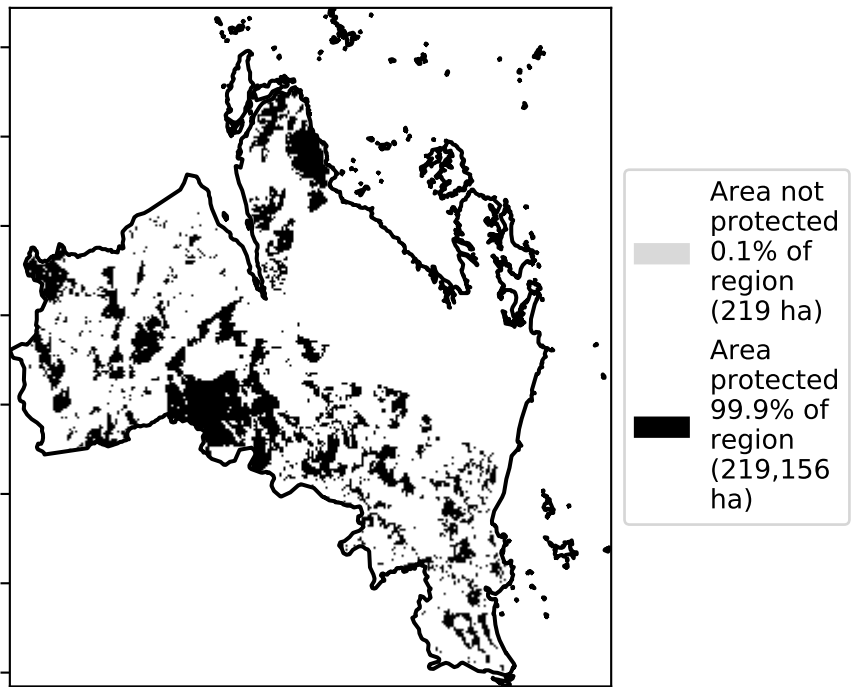 Area not
protected
0.1% of
region
(219 ha)
Area
protected
99.9% of
region
(219,156
ha)